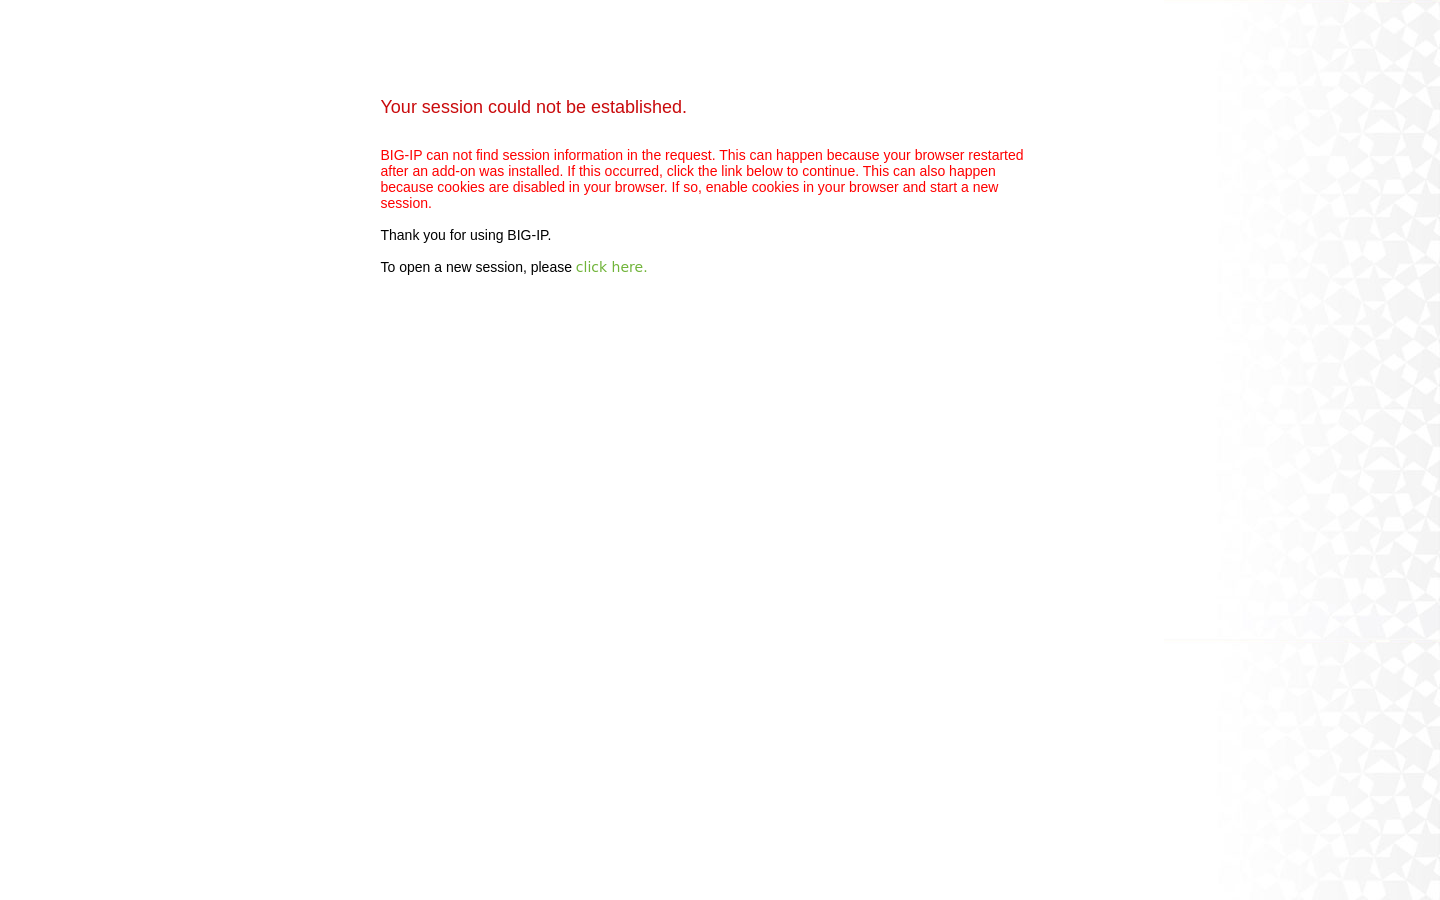 Your session could not be established.
BIG-IP can not find session information in the request. This can happen because your browser restarted
after an add-on was installed. If this occurred, click the link below to continue. This can also happen
because cookies are disabled in your browser. If so, enable cookies in your browser and start a new
session.
Thank you for using BIG-IP.
To open a new session, please click here.